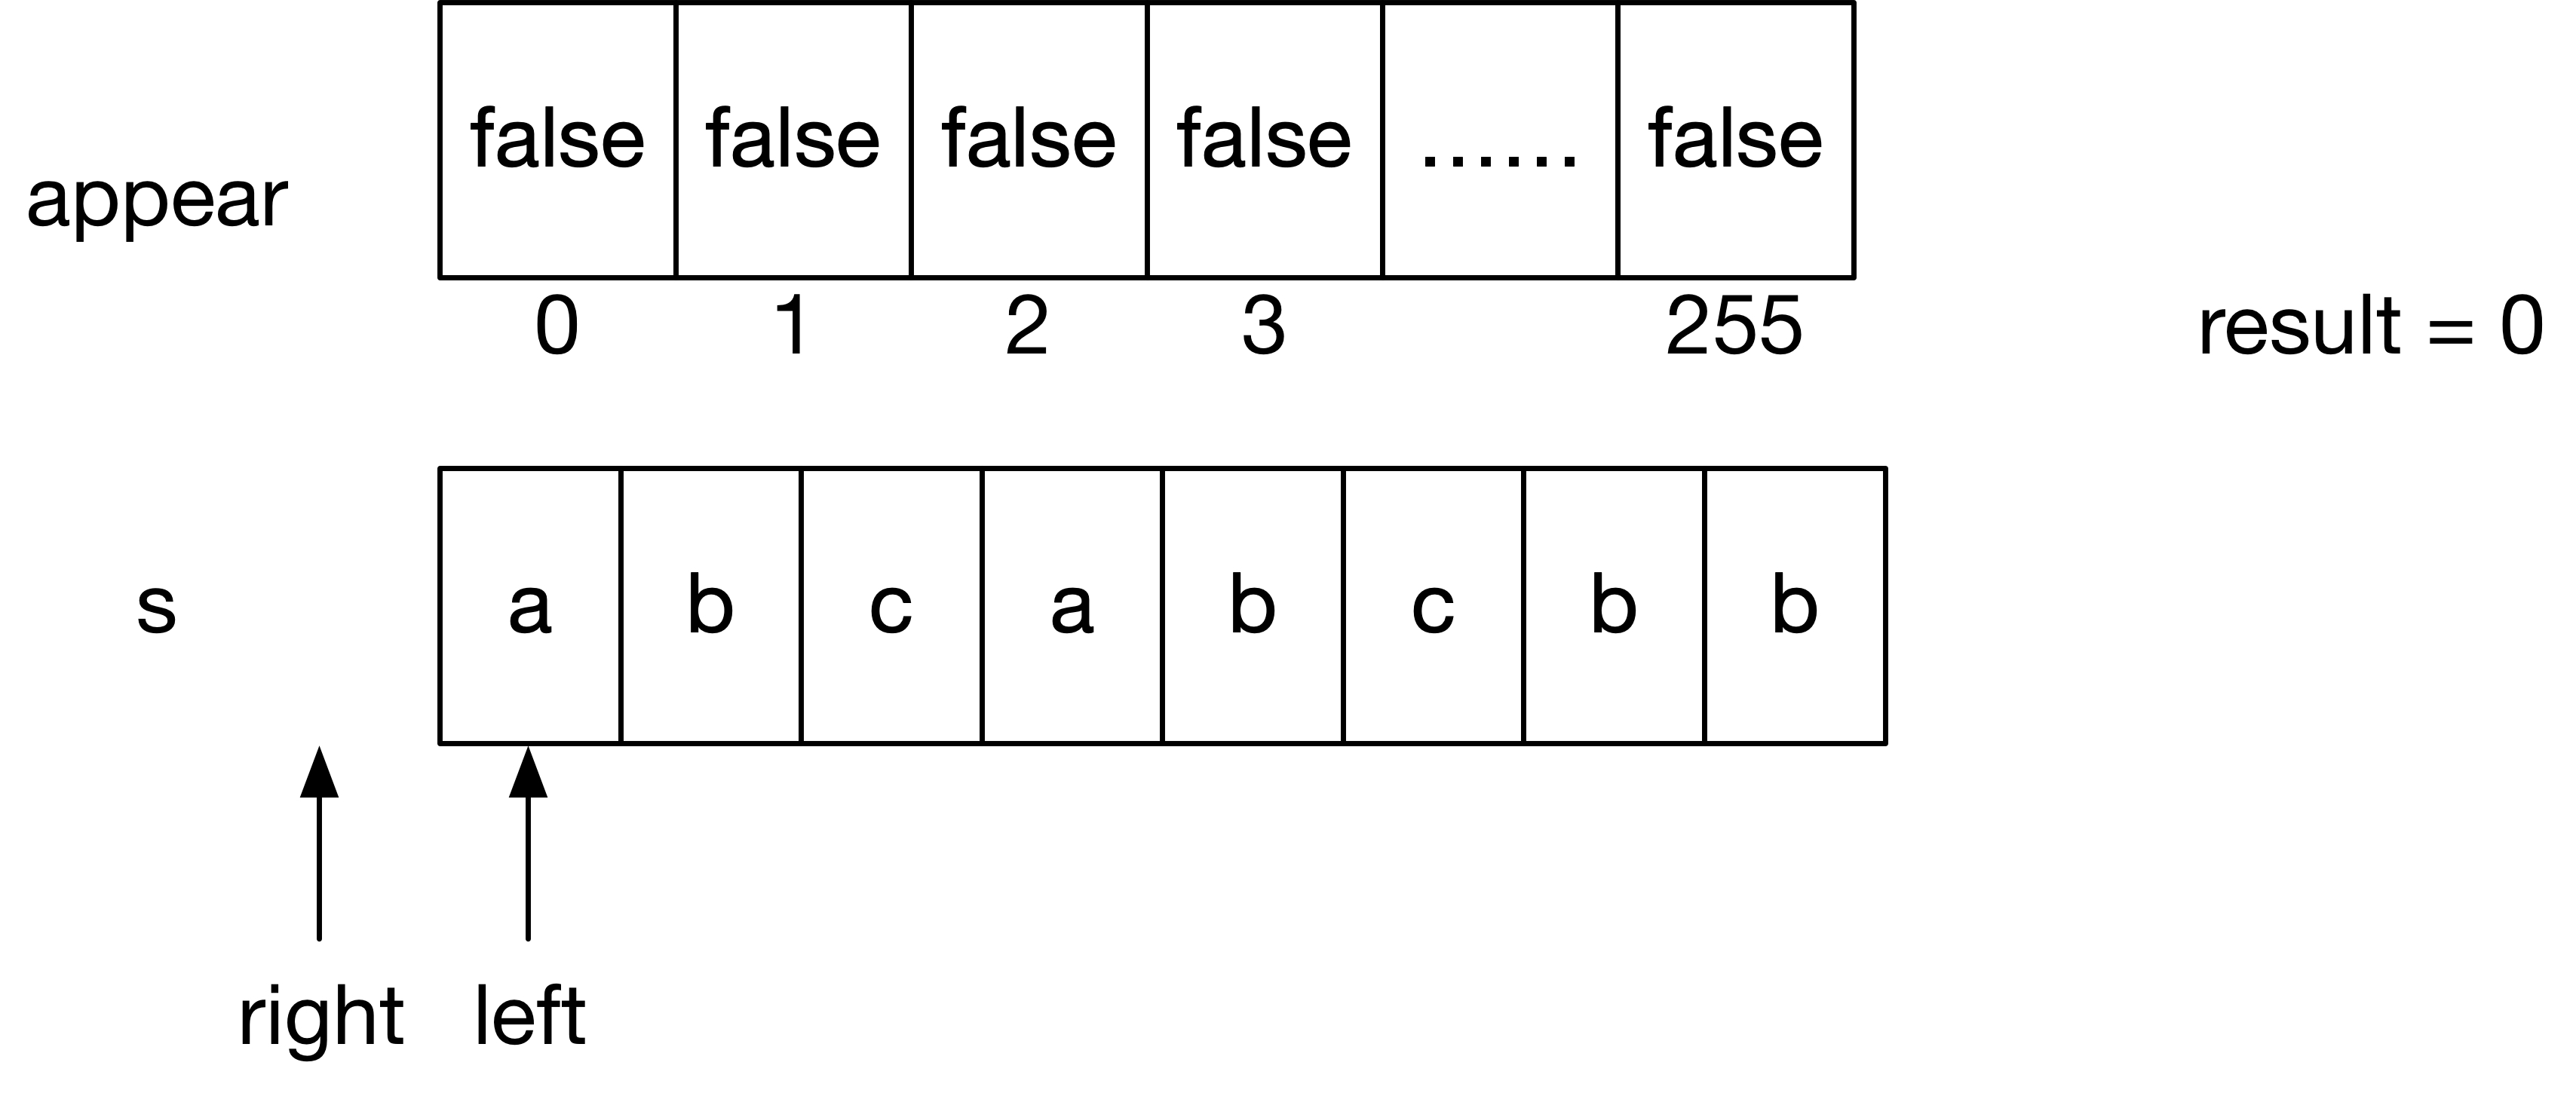 appear false false false false ...... false
0 1 2 3 255
result = 0
s a b c a b c b b
right left